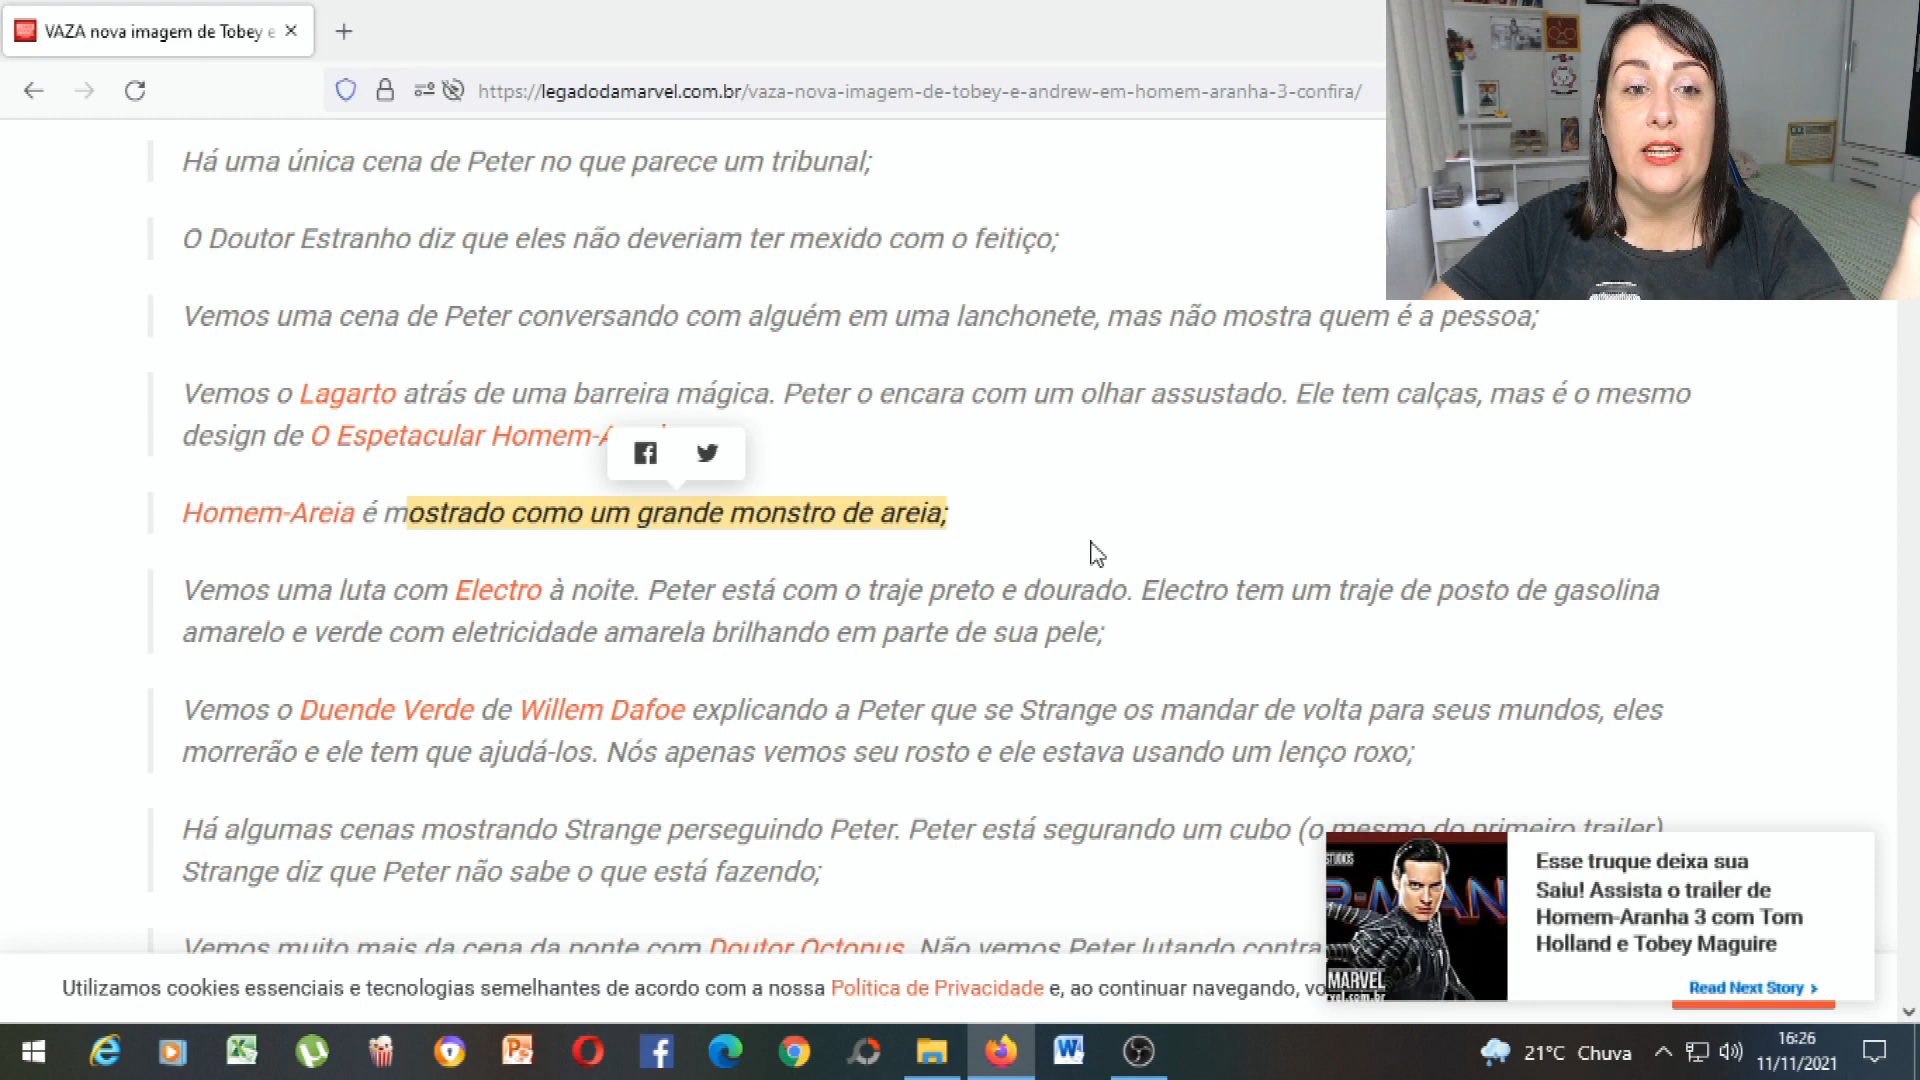 VAZA nova imagem de Tobey e
https://legadodamarvel.com.br/vaza-nova-imagem-de-tobey-e-andrew-em-homem-aranha-3-confira/
Há uma única cena de Peter no que parece um tribunal;
O Doutor Estranho diz que eles não deveriam ter mexido com o feitiço;
Vemos uma cena de Peter conversando com alguém em uma lanchonete, mas não mostra quem é a pessoa;
Vemos o Lagarto atrás de uma barreira mágica. Peter o encara com um olhar assustado. Ele tem calças, mas é o mesmo
design de O Espetacular Homem-A
Homem-Areia é mostrado como um grande monstro de areia;
Vemos uma luta com Electro à noite. Peter está com o traje preto e dourado. Electro tem um traje de posto de gasolina
amarelo e verde com eletricidade amarela brilhando em parte de sua pele;
Vemos o Duende Verde de Willem Dafoe explicando a Peter que se Strange os mandar de volta para seus mundos, eles
morrerão e ele tem que ajudá-los. Nós apenas vemos seu rosto e ele estava usando um lenço roxo;
Há algumas cenas mostrando Strange perseguindo Peter. Peter está segurando um cubo (o mesmo do primeiro trailer)
Strange diz que Peter não sabe o que está fazendo;
Vemos muito mais da cena da ponte com Doutor Octopus. Não vemos Peter lutando contra
Esse truque deixa sua
Saiu! Assista o trailer de
Homem-Aranha 3 com Tom
Holland e Tobey Maguire
Read Next Story >
MARVEL
Utilizamos cookies essenciais e tecnologias semelhantes de acordo com a nossa Política de Privacidade e, ao continuar navegando, vo
21°C Chuva
16:26
11/11/2021